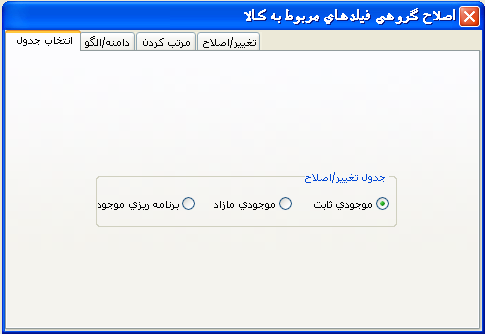 اصلاح گروهي فيلدهاي مربوط به کالا
انتخاب جدول
دامنه/الگو
مرتب کردن
تغيير/اصلاح
جدول تغيير/اصلاح
موجودي ثابت
موجودي مازاد
برنامه ريزي موجود